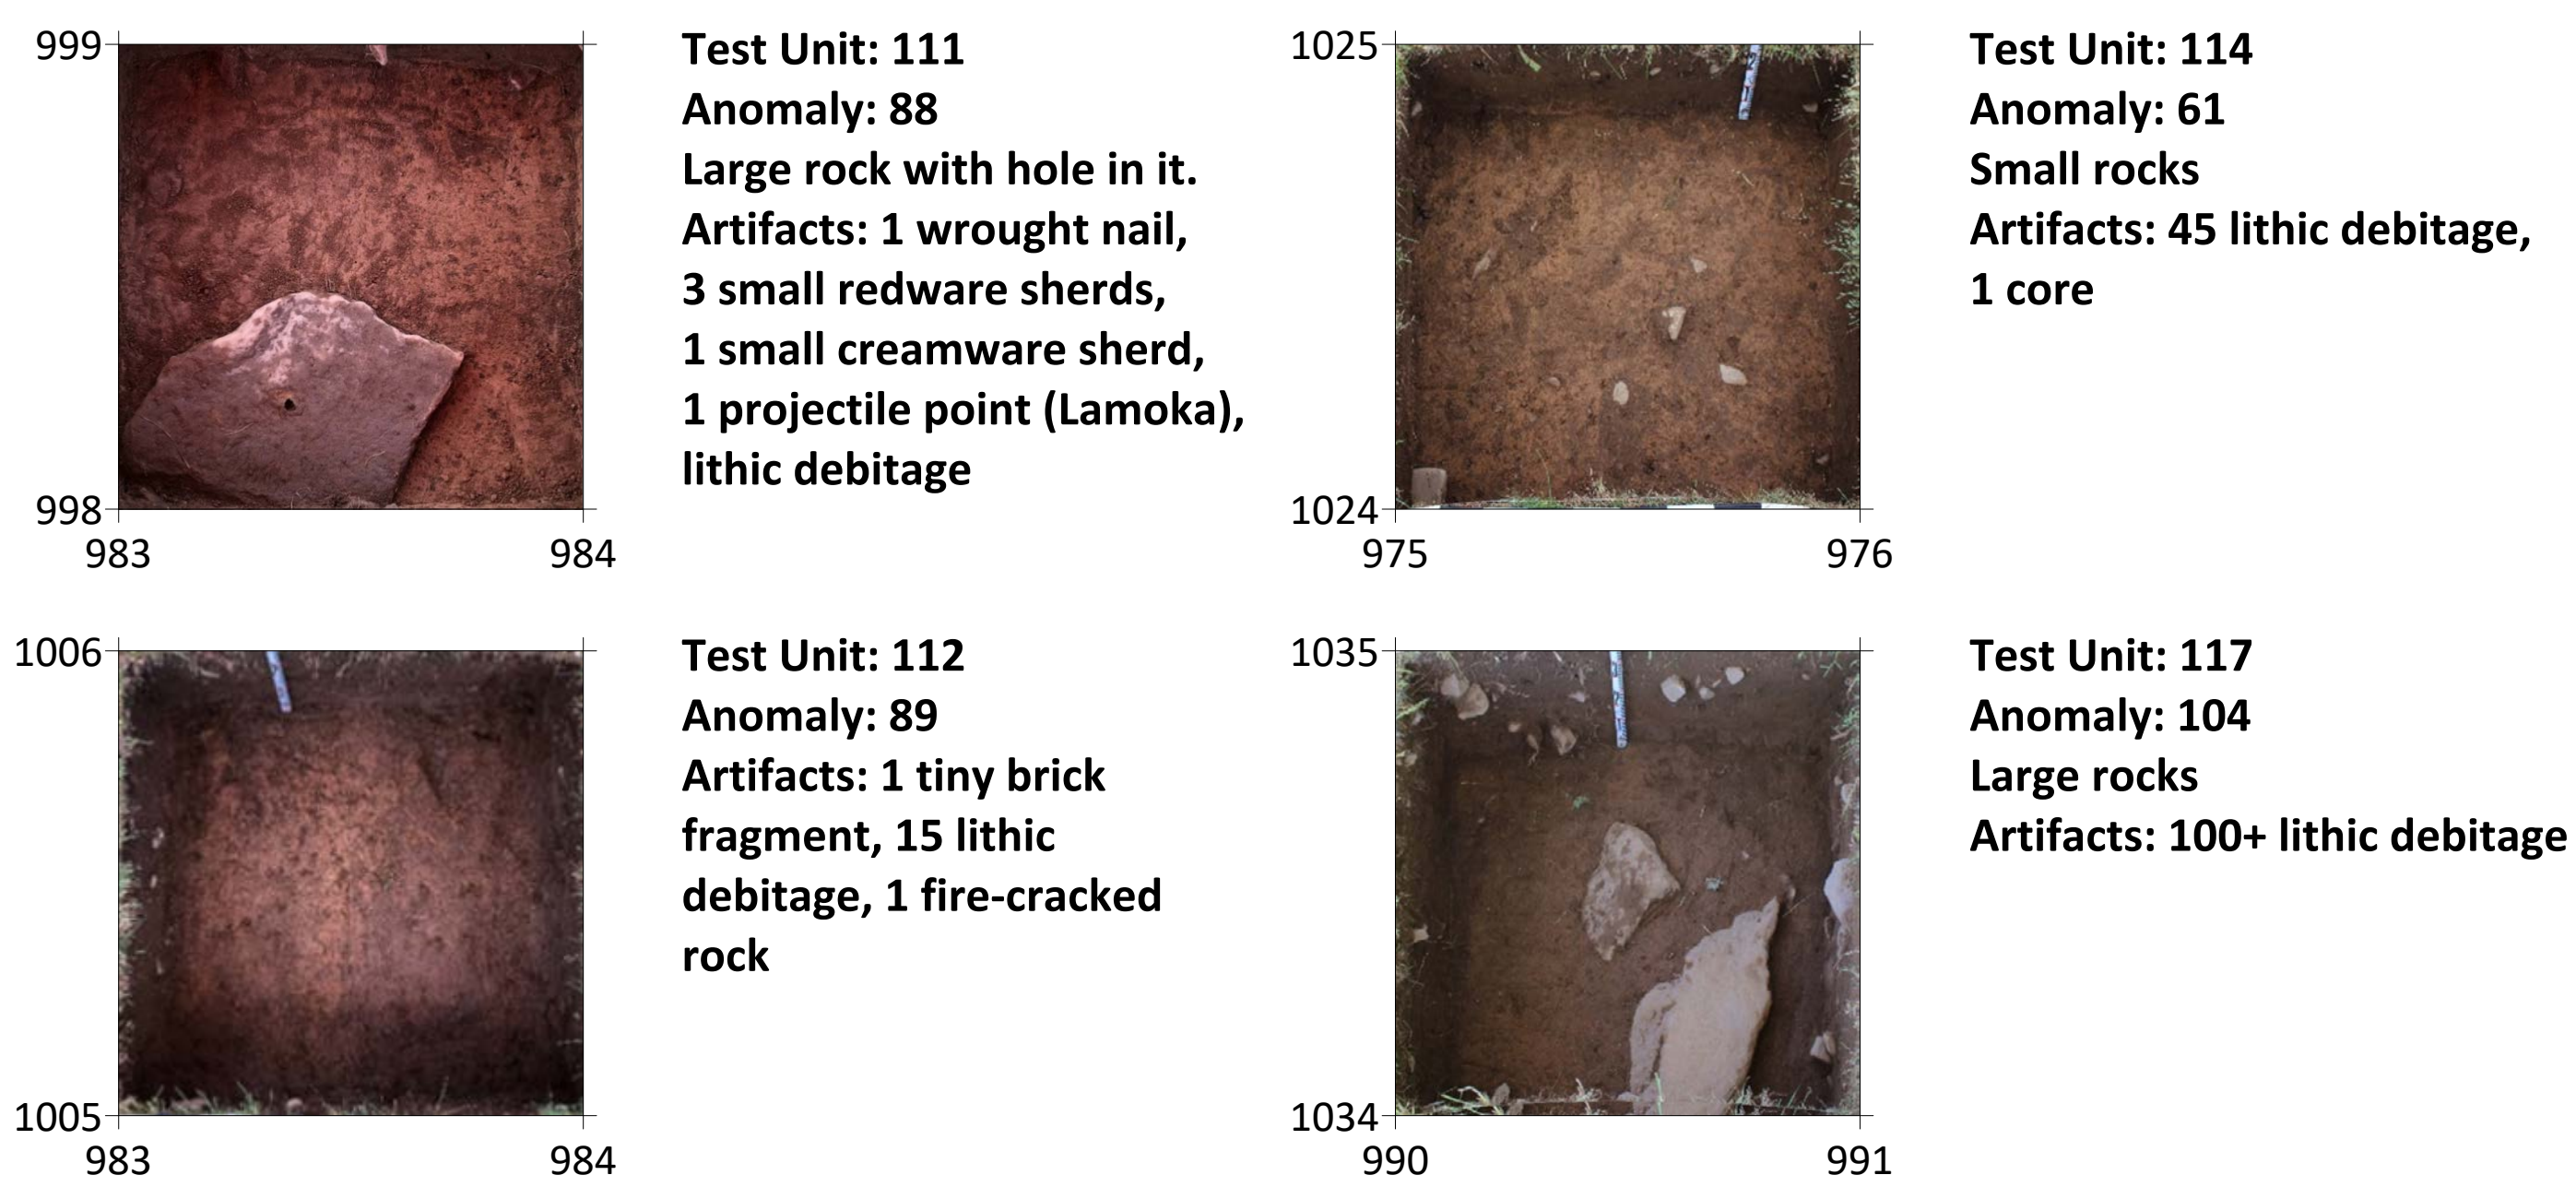 999
998
983 984
Test Unit: 111
Anomaly: 88
Large rock with hole in it.
Artifacts: 1 wrought nail,
3 small redware sherds,
1 small creamware sherd,
1 projectile point (Lamoka),
lithic debitage
1025
1024
975 976
Test Unit: 114
Anomaly: 61
Small rocks
Artifacts: 45 lithic debitage,
1 core
1006
1005
983 984
Test Unit: 112
Anomaly: 89
Artifacts: 1 tiny brick
fragment, 15 lithic
debitage, 1 fire-cracked
rock
1035
1034
990 991
Test Unit: 117
Anomaly: 104
Large rocks
Artifacts: 100+ lithic debitage